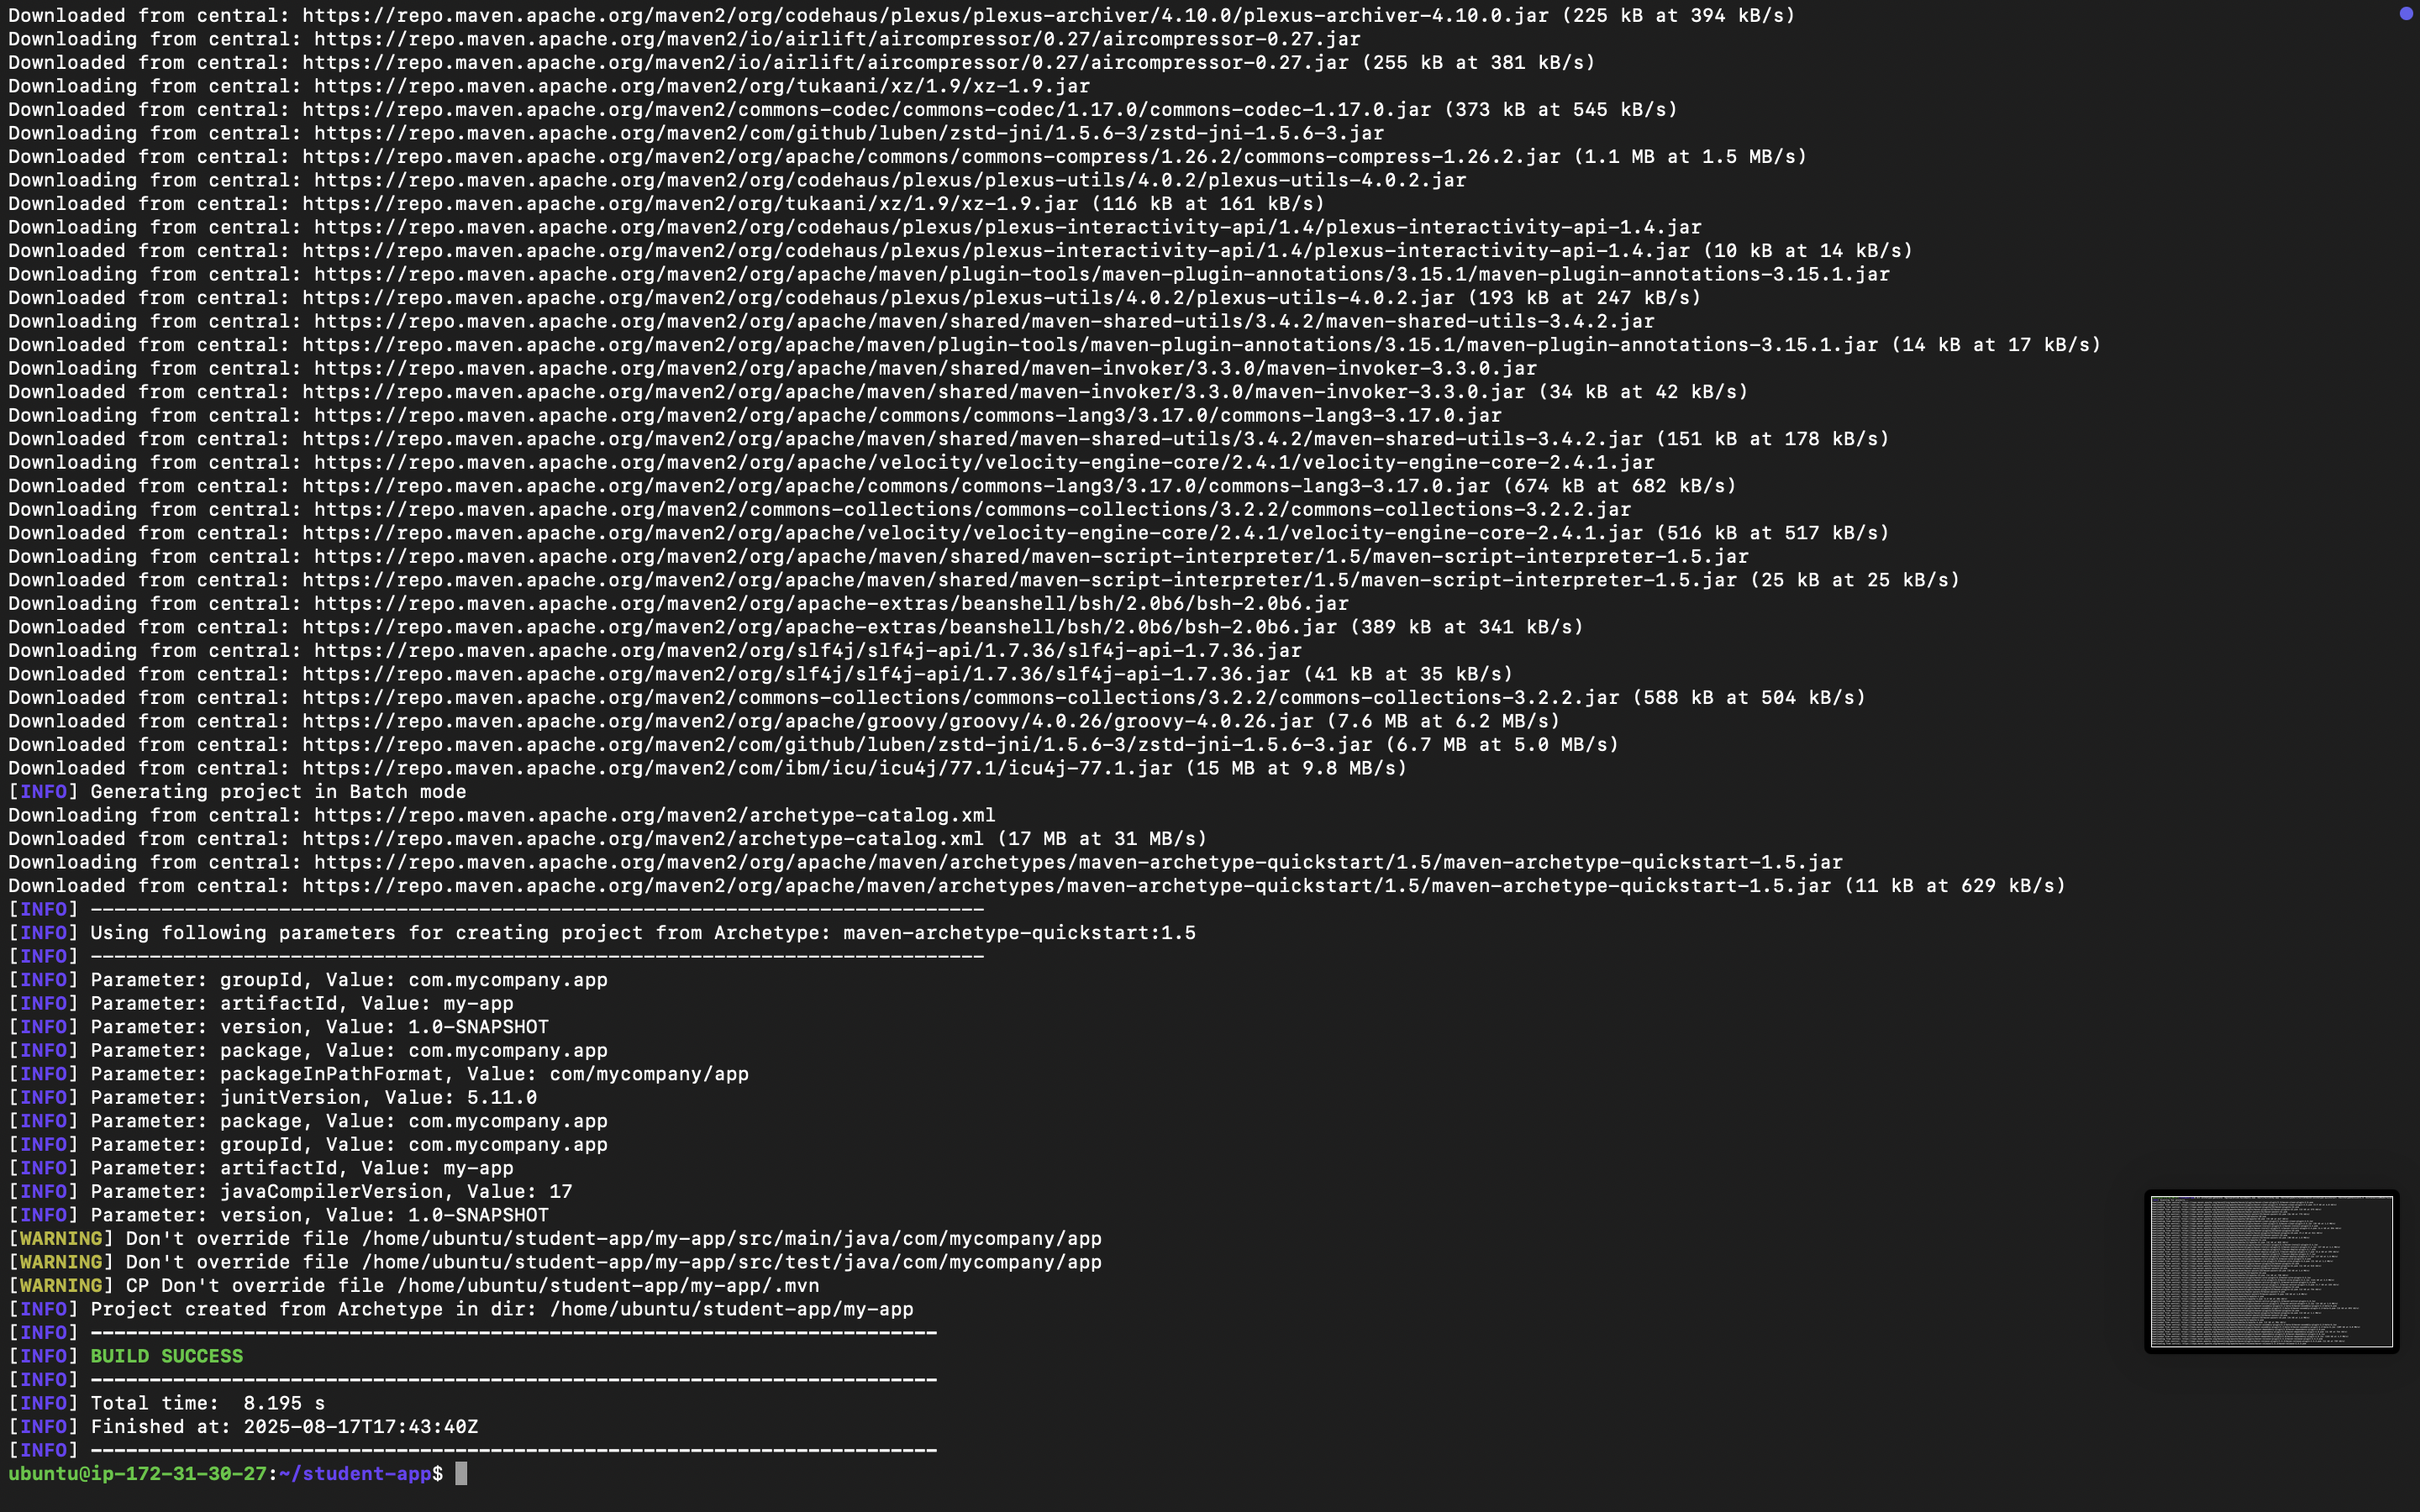 Downloaded from central: https://repo.maven.apache.org/maven2/org/codehaus/plexus/plexus-archiver/4.10.0/plexus-archiver-4.10.0.jar (225 kB at 394 kB/s)
Downloading from central: https://repo.maven.apache.org/maven2/io/airlift/aircompressor/0.27/aircompressor-0.27.jar
Downloaded from central: https://repo.maven.apache.org/maven2/io/airlift/aircompressor/0.27/aircompressor-0.27.jar (255 kB at 381 kB/s)
Downloading from central: https://repo.maven.apache.org/maven2/org/tukaani/xz/1.9/xz-1.9.jar
Downloaded from central: https://repo.maven.apache.org/maven2/commons-codec/commons-codec/1.17.0/commons-codec-1.17.0.jar (373 kB at 545 kB/s)
Downloading from central: https://repo.maven.apache.org/maven2/com/github/luben/zstd-jni/1.5.6-3/zstd-jni-1.5.6-3.jar
Downloaded from central: https://repo.maven.apache.org/maven2/org/apache/commons/commons-compress/1.26.2/commons-compress-1.26.2.jar (1.1 MB at 1.5 MB/s)
Downloading from central: https://repo.maven.apache.org/maven2/org/codehaus/plexus/plexus-utils/4.0.2/plexus-utils-4.0.2.jar
Downloaded from central: https://repo.maven.apache.org/maven2/org/tukaani/xz/1.9/xz-1.9.jar (116 kB at 161 kB/s)
Downloading from central: https://repo.maven.apache.org/maven2/org/codehaus/plexus/plexus-interactivity-api/1.4/plexus-interactivity-api-1.4.jar
Downloaded from central: https://repo.maven.apache.org/maven2/org/codehaus/plexus/plexus-interactivity-api/1.4/plexus-interactivity-api-1.4.jar (10 kB at 14 kB/s)
Downloading from central: https://repo.maven.apache.org/maven2/org/apache/maven/plugin-tools/maven-plugin-annotations/3.15.1/maven-plugin-annotations-3.15.1.jar
Downloaded from central: https://repo.maven.apache.org/maven2/org/codehaus/plexus/plexus-utils/4.0.2/plexus-utils-4.0.2.jar (193 kB at 247 kB/s)
Downloading from central: https://repo.maven.apache.org/maven2/org/apache/maven/shared/maven-shared-utils/3.4.2/maven-shared-utils-3.4.2.jar
Downloaded from central: https://repo.maven.apache.org/maven2/org/apache/maven/plugin-tools/maven-plugin-annotations/3.15.1/maven-plugin-annotations-3.15.1.jar (14 kB at 17 kB/s)
Downloading from central: https://repo.maven.apache.org/maven2/org/apache/maven/shared/maven-invoker/3.3.0/maven-invoker-3.3.0.jar
Downloaded from central: https://repo.maven.apache.org/maven2/org/apache/maven/shared/maven-invoker/3.3.0/maven-invoker-3.3.0.jar (34 kB at 42 kB/s)
Downloading from central: https://repo.maven.apache.org/maven2/org/apache/commons/commons-lang3/3.17.0/commons-lang3-3.17.0.jar
Downloaded from central: https://repo.maven.apache.org/maven2/org/apache/maven/shared/maven-shared-utils/3.4.2/maven-shared-utils-3.4.2.jar (151 kB at 178 kB/s)
Downloading from central: https://repo.maven.apache.org/maven2/org/apache/velocity/velocity-engine-core/2.4.1/velocity-engine-core-2.4.1.jar
Downloaded from central: https://repo.maven.apache.org/maven2/org/apache/commons/commons-lang3/3.17.0/commons-lang3-3.17.0.jar (674 kB at 682 kB/s)
Downloading from central: https://repo.maven.apache.org/maven2/commons-collections/commons-collections/3.2.2/commons-collections-3.2.2.jar
Downloaded from central: https://repo.maven.apache.org/maven2/org/apache/velocity/velocity-engine-core/2.4.1/velocity-engine-core-2.4.1.jar (516 kB at 517 kB/s)
Downloading from central: https://repo.maven.apache.org/maven2/org/apache/maven/shared/maven-script-interpreter/1.5/maven-script-interpreter-1.5.jar
Downloaded from central: https://repo.maven.apache.org/maven2/org/apache/maven/shared/maven-script-interpreter/1.5/maven-script-interpreter-1.5.jar (25 kB at 25 kB/s)
Downloading from central: https://repo.maven.apache.org/maven2/org/apache-extras/beanshell/bsh/2.0b6/bsh-2.0b6.jar
Downloaded from central: https://repo.maven.apache.org/maven2/org/apache-extras/beanshell/bsh/2.0b6/bsh-2.0b6.jar (389 kB at 341 kB/s)
Downloading from central: https://repo.maven.apache.org/maven2/org/slf4j/slf4j-api/1.7.36/slf4j-api-1.7.36.jar
Downloaded from central: https://repo.maven.apache.org/maven2/org/slf4j/slf4j-api/1.7.36/slf4j-api-1.7.36.jar (41 kB at 35 kB/s)
Downloaded from central: https://repo.maven.apache.org/maven2/commons-collections/commons-collections/3.2.2/commons-collections-3.2.2.jar (588 kB at 504 kB/s)
Downloaded from central: https://repo.maven.apache.org/maven2/org/apache/groovy/groovy/4.0.26/groovy-4.0.26.jar (7.6 MB at 6.2 MB/s)
Downloaded from central: https://repo.maven.apache.org/maven2/com/github/luben/zstd-jni/1.5.6-3/zstd-jni-1.5.6-3.jar (6.7 MB at 5.0 MB/s)
Downloaded from central: https://repo.maven.apache.org/maven2/com/ibm/icu/icu4j/77.1/icu4j-77.1.jar (15 MB at 9.8 MB/s)
[INFO] Generating project in Batch mode
Downloading from central: https://repo.maven.apache.org/maven2/archetype-catalog.xml
Downloaded from central: https://repo.maven.apache.org/maven2/archetype-catalog.xml (17 MB at 31 MB/s)
Downloading from central: https://repo.maven.apache.org/maven2/org/apache/maven/archetypes/maven-archetype-quickstart/1.5/maven-archetype-quickstart-1.5.jar
Downloaded from central: https://repo.maven.apache.org/maven2/org/apache/maven/archetypes/maven-archetype-quickstart/1.5/maven-archetype-quickstart-1.5.jar (11 kB at 629 kB/s)
[INFO] ----------------------------------------------------------------------------
[INFO] Using following parameters for creating project from Archetype: maven-archetype-quickstart:1.5
[INFO] ----------------------------------------------------------------------------
[INFO] Parameter: groupId, Value: com.mycompany.app
[INFO] Parameter: artifactId, Value: my-app
[INFO] Parameter: version, Value: 1.0-SNAPSHOT
[INFO] Parameter: package, Value: com.mycompany.app
[INFO] Parameter: packageInPathFormat, Value: com/mycompany/app
[INFO] Parameter: junitVersion, Value: 5.11.0
[INFO] Parameter: package, Value: com.mycompany.app
[INFO] Parameter: groupId, Value: com.mycompany.app
[INFO] Parameter: artifactId, Value: my-app
[INFO] Parameter: javaCompilerVersion, Value: 17
[INFO] Parameter: version, Value: 1.0-SNAPSHOT
[WARNING] Don't override file /home/ubuntu/student-app/my-app/src/main/java/com/mycompany/app
[WARNING] Don't override file /home/ubuntu/student-app/my-app/src/test/java/com/mycompany/app
[WARNING] CP Don't override file /home/ubuntu/student-app/my-app/.mvn
[INFO] Project created from Archetype in dir: /home/ubuntu/student-app/my-app
[INFO] ------------------------------------------------------------------------
[INFO] BUILD SUCCESS
[INFO] ------------------------------------------------------------------------
[INFO] Total time:  8.195 s
[INFO] Finished at: 2025-08-17T17:43:40Z
[INFO] ------------------------------------------------------------------------
ubuntu@ip-172-31-30-27:~/student-app$